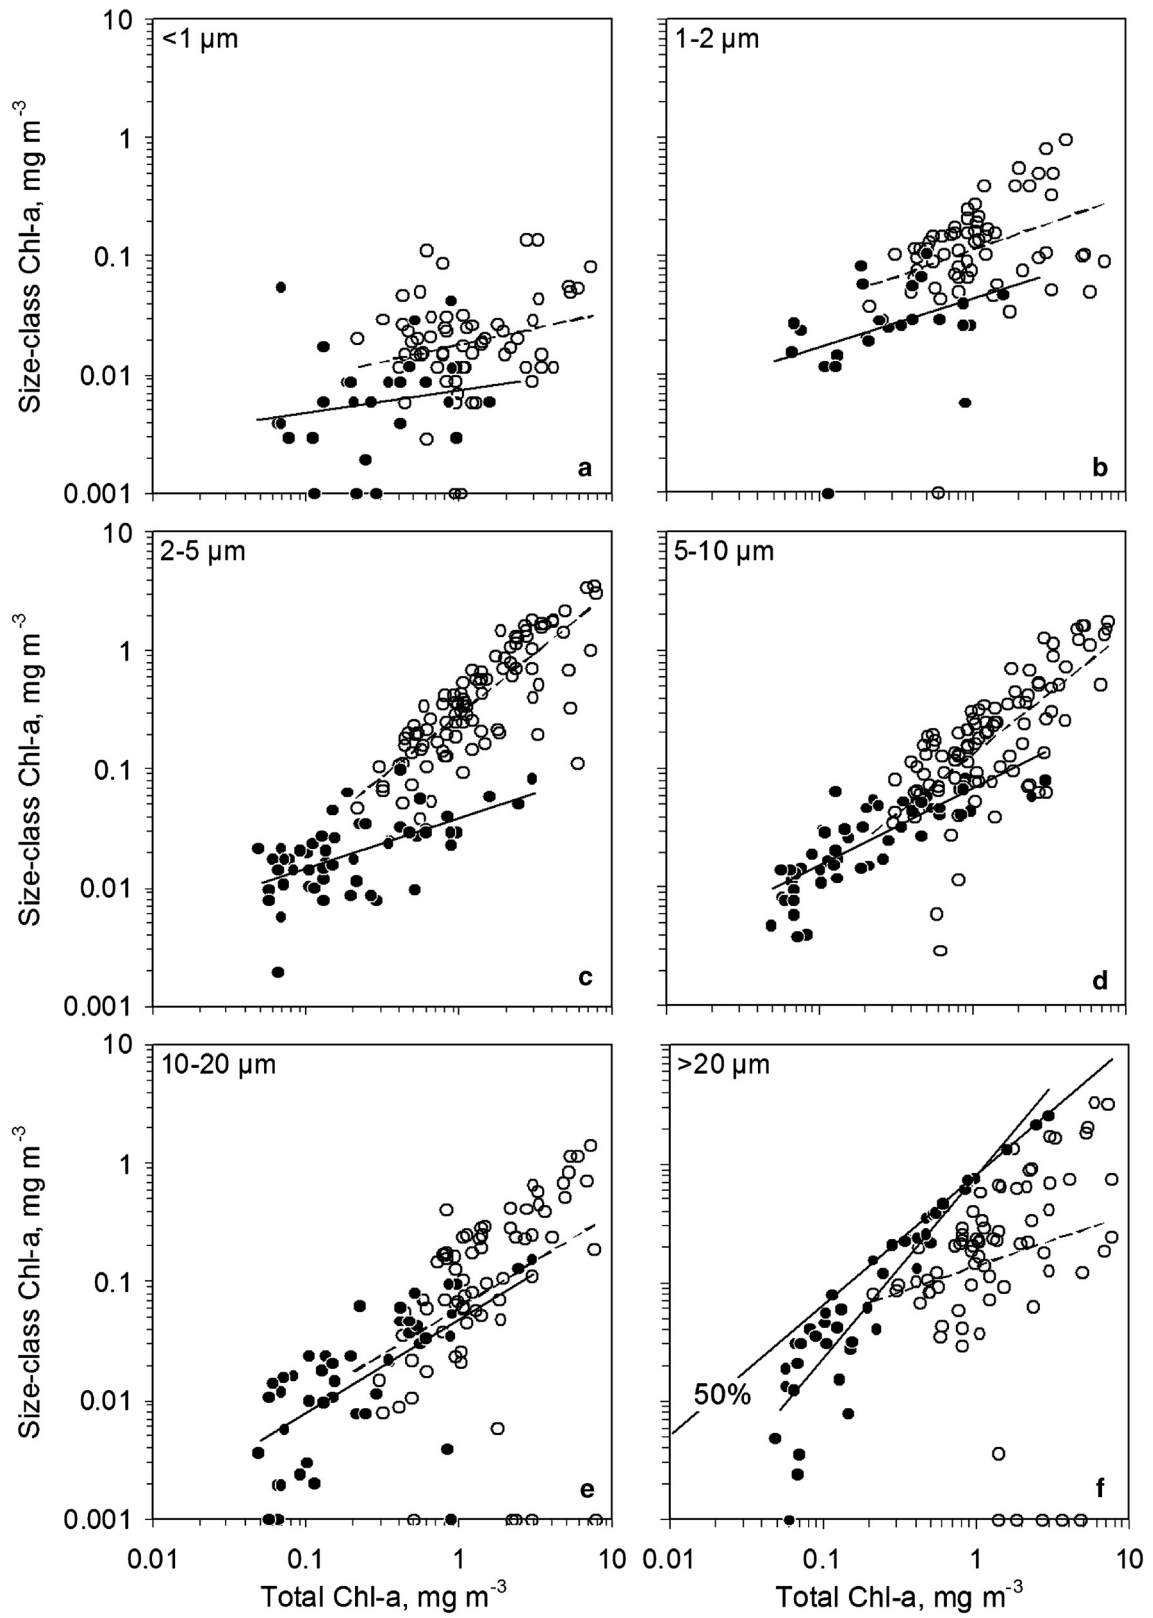 10
<1 µm
1
0.1
0.01
0.001
Size-class Chl-a, mg m-3
a
1-2 µm
b
10
2-5 µm
1
0.1
0.01
0.001
Size-class Chl-a, mg m-3
c
5-10 µm
d
10
10-20 µm
1
0.1
0.01
0.001
Size-class Chl-a, mg m-3
e
0.01 0.1 1 10
Total Chl-a, mg m-3
>20 µm
50%
f
0.01 0.1 1 10
Total Chl-a, mg m-3